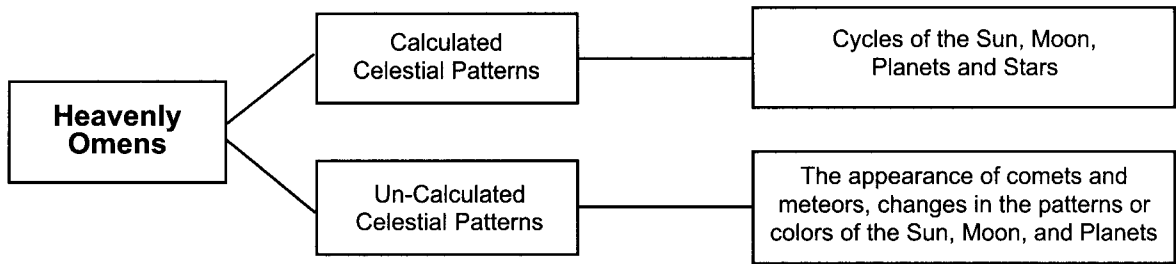 Heavenly
Omens
Calculated
Celestial Patterns
Cycles of the Sun, Moon,
Planets and Stars
Un-Calculated
Celestial Patterns
The appearance of comets and
meteors, changes in the patterns or
colors of the Sun, Moon, and Planets